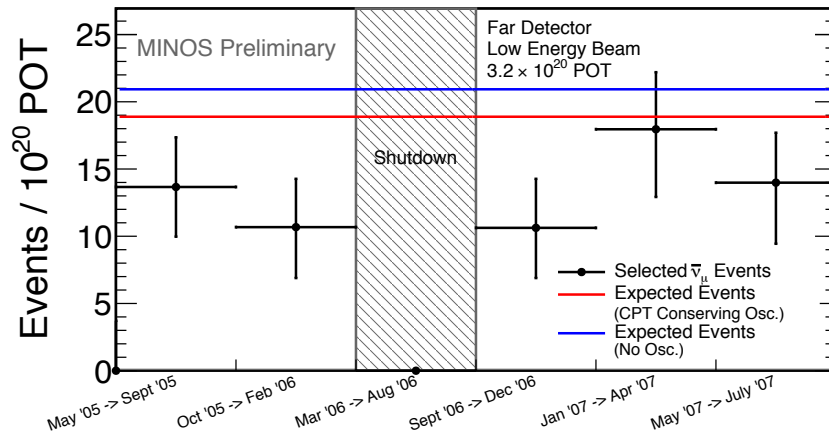 MINOS Preliminary
Far Detector
Low Energy Beam
3.2 × 10²⁰ POT
Events / 10²⁰ POT
25
20
15
10
5
0
Shutdown
Selected ν̅μ Events
Expected Events
(CPT Conserving Osc.)
Expected Events
(No Osc.)
May '05 -> Sept '05
Oct '05 -> Feb '06
Mar '06 -> Aug '06
Sept '06 -> Dec '06
Jan '07 -> Apr '07
May '07 -> July '07